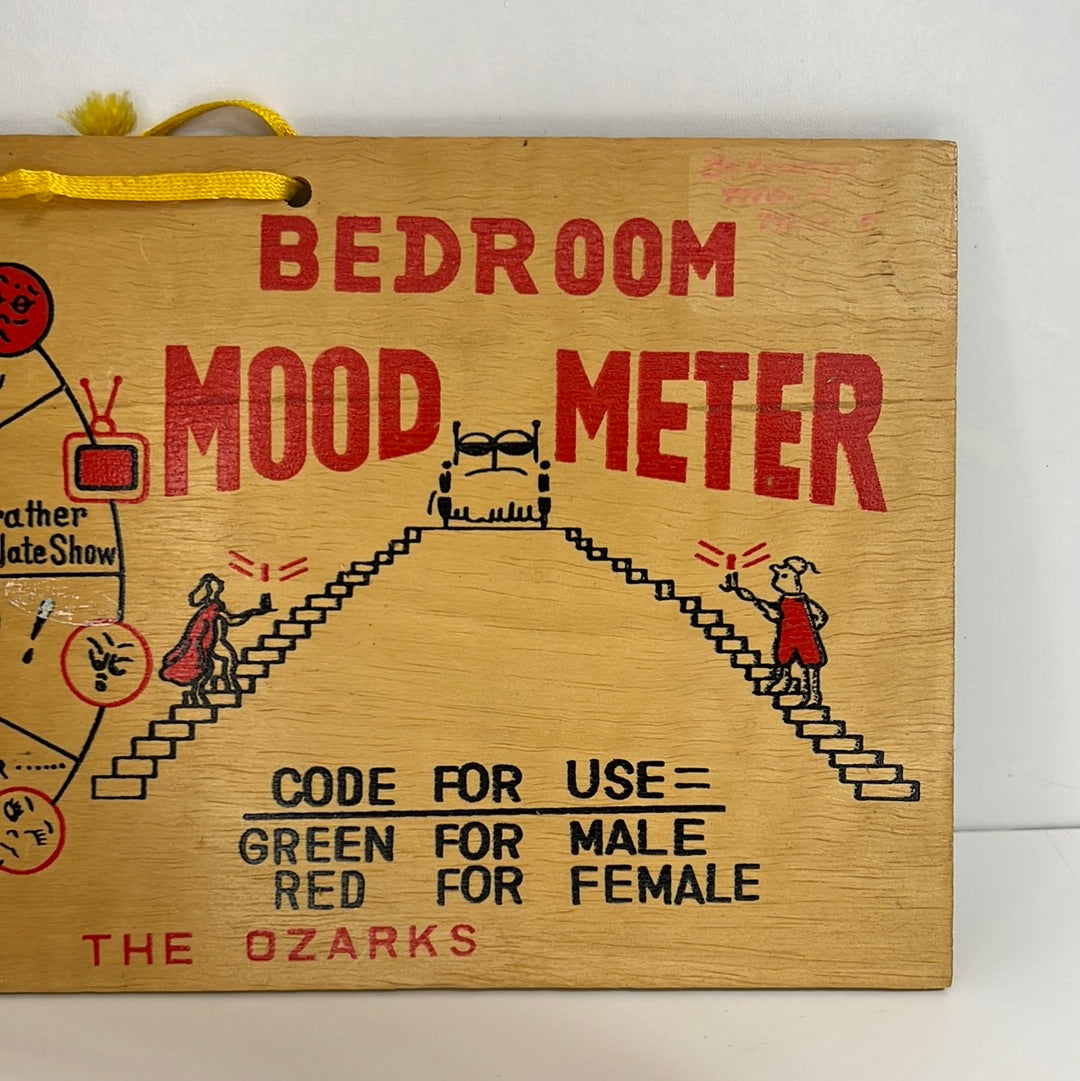 BEDROOM
MOOD METER
rather
late Show
!
CODE FOR USE=
GREEN FOR MALE
RED FOR FEMALE
THE OZARKS